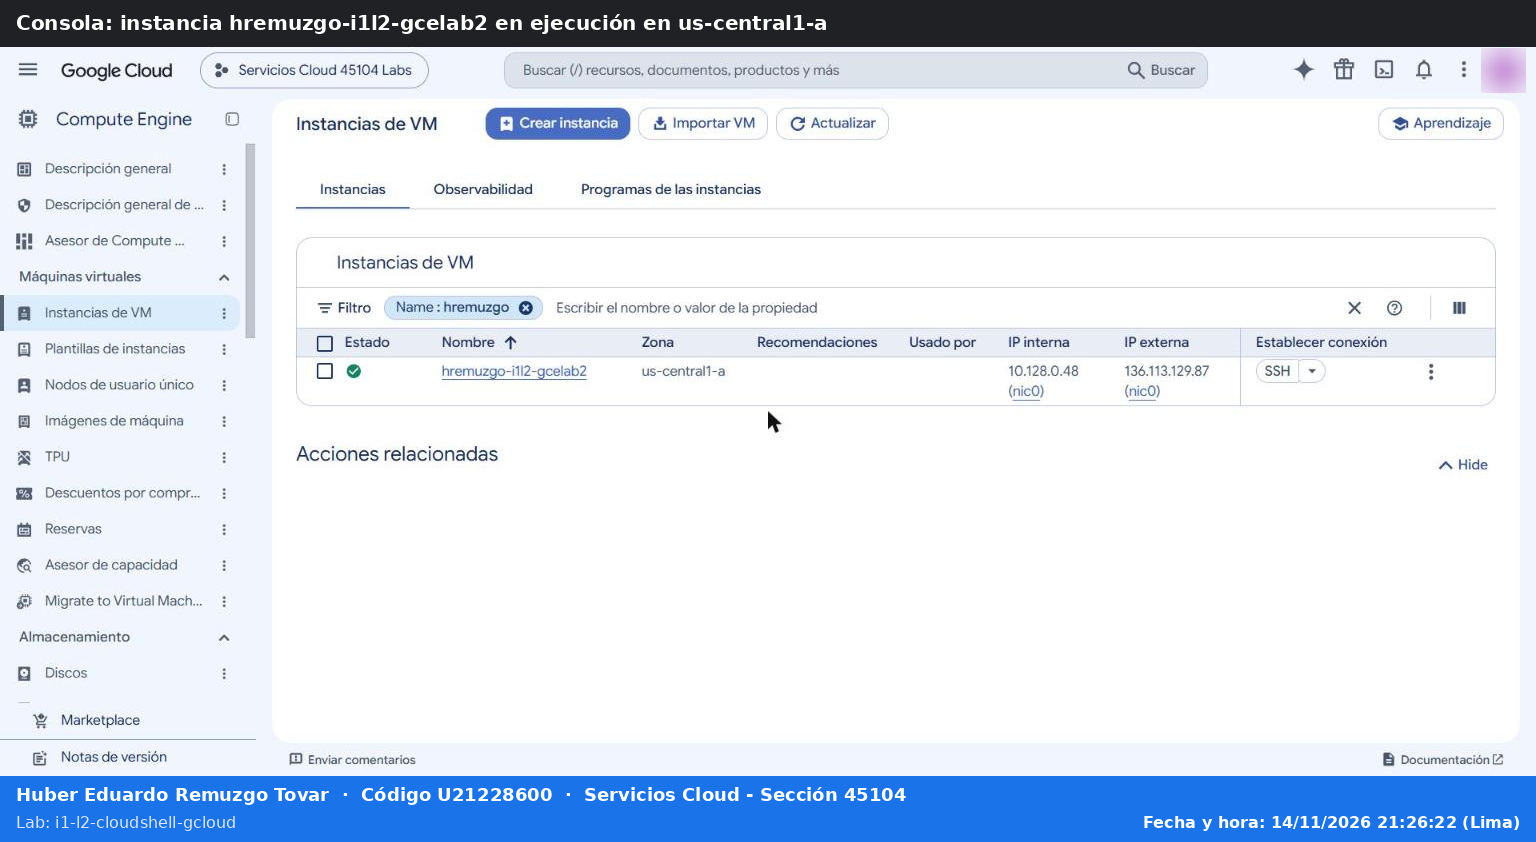 Consola: instancia hremuzgo-i1l2-gcelab2 en ejecución en us-central1-a
Google Cloud
Servicios Cloud 45104 Labs
Buscar (/) recursos, documentos, productos y más
Buscar
Compute Engine
Instancias de VM
Crear instancia
Importar VM
Actualizar
Aprendizaje
Descripción general
Descripción general de ...
Asesor de Compute ...
Máquinas virtuales
Instancias de VM
Plantillas de instancias
Nodos de usuario único
Imágenes de máquina
TPU
Descuentos por compr...
Reservas
Asesor de capacidad
Migrate to Virtual Mach...
Almacenamiento
Discos
Marketplace
Notas de versión
Instancias
Observabilidad
Programas de las instancias
Instancias de VM
Filtro
Name : hremuzgo
Escribir el nombre o valor de la propiedad
Estado
Nombre
Zona
Recomendaciones
Usado por
IP interna
IP externa
Establecer conexión
hremuzgo-i1l2-gcelab2
us-central1-a
10.128.0.48
(nic0)
136.113.129.87
(nic0)
SSH
Acciones relacionadas
Hide
Enviar comentarios
Documentación
Huber Eduardo Remuzgo Tovar · Código U21228600 · Servicios Cloud - Sección 45104
Lab: i1-l2-cloudshell-gcloud
Fecha y hora: 14/11/2026 21:26:22 (Lima)